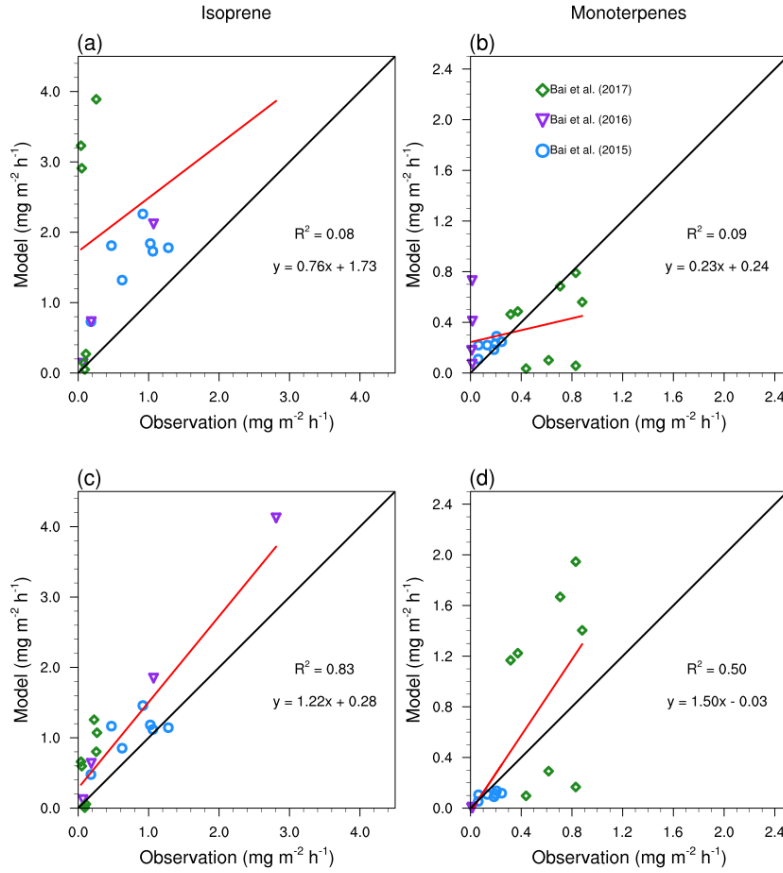 Isoprene
Monoterpenes
(a)
(b)
4.0
3.0
2.0
1.0
0.0
Model (mg m⁻² h⁻¹)
R² = 0.08
y = 0.76x + 1.73
0.0 1.0 2.0 3.0 4.0
Observation (mg m⁻² h⁻¹)
2.4
2.0
1.6
1.2
0.8
0.4
0.0
Model (mg m⁻² h⁻¹)
Bai et al. (2017)
Bai et al. (2016)
Bai et al. (2015)
R² = 0.09
y = 0.23x + 0.24
0.0 0.4 0.8 1.2 1.6 2.0 2.4
Observation (mg m⁻² h⁻¹)
(c)
(d)
4.0
3.0
2.0
1.0
0.0
Model (mg m⁻² h⁻¹)
R² = 0.83
y = 1.22x + 0.28
0.0 1.0 2.0 3.0 4.0
Observation (mg m⁻² h⁻¹)
2.4
2.0
1.6
1.2
0.8
0.4
0.0
Model (mg m⁻² h⁻¹)
R² = 0.50
y = 1.50x - 0.03
0.0 0.4 0.8 1.2 1.6 2.0 2.4
Observation (mg m⁻² h⁻¹)